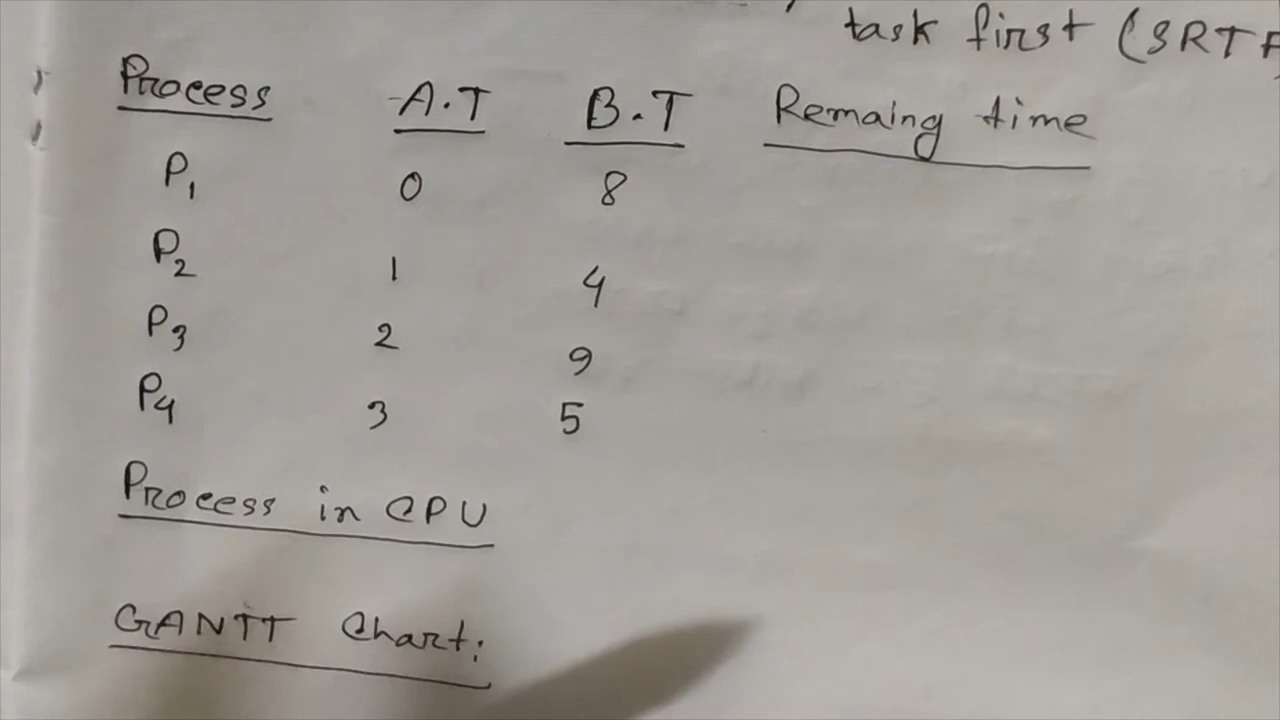 task first (SRTF
Process A.T B.T Remaing time
P1 0 8
P2 1 4
P3 2 9
P4 3 5
Process in CPU
GANTT Chart: